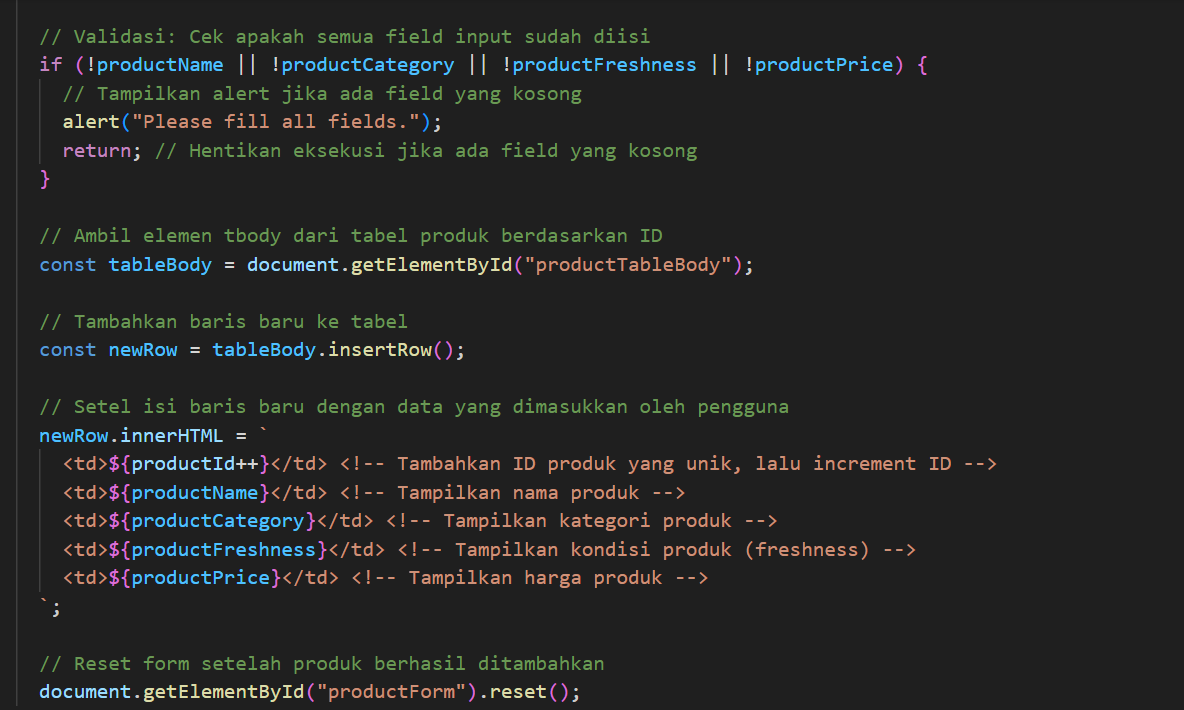 // Validasi: Cek apakah semua field input sudah diisi
if (!productName || !productCategory || !productFreshness || !productPrice) {
// Tampilkan alert jika ada field yang kosong
alert("Please fill all fields.");
return; // Hentikan eksekusi jika ada field yang kosong
}
// Ambil elemen tbody dari tabel produk berdasarkan ID
const tableBody = document.getElementById("productTableBody");
// Tambahkan baris baru ke tabel
const newRow = tableBody.insertRow();
// Setel isi baris baru dengan data yang dimasukkan oleh pengguna
newRow.innerHTML = `
<td>${productId++}</td> <!-- Tambahkan ID produk yang unik, lalu increment ID -->
<td>${productName}</td> <!-- Tampilkan nama produk -->
<td>${productCategory}</td> <!-- Tampilkan kategori produk -->
<td>${productFreshness}</td> <!-- Tampilkan kondisi produk (freshness) -->
<td>${productPrice}</td> <!-- Tampilkan harga produk -->
`;
// Reset form setelah produk berhasil ditambahkan
document.getElementById("productForm").reset();